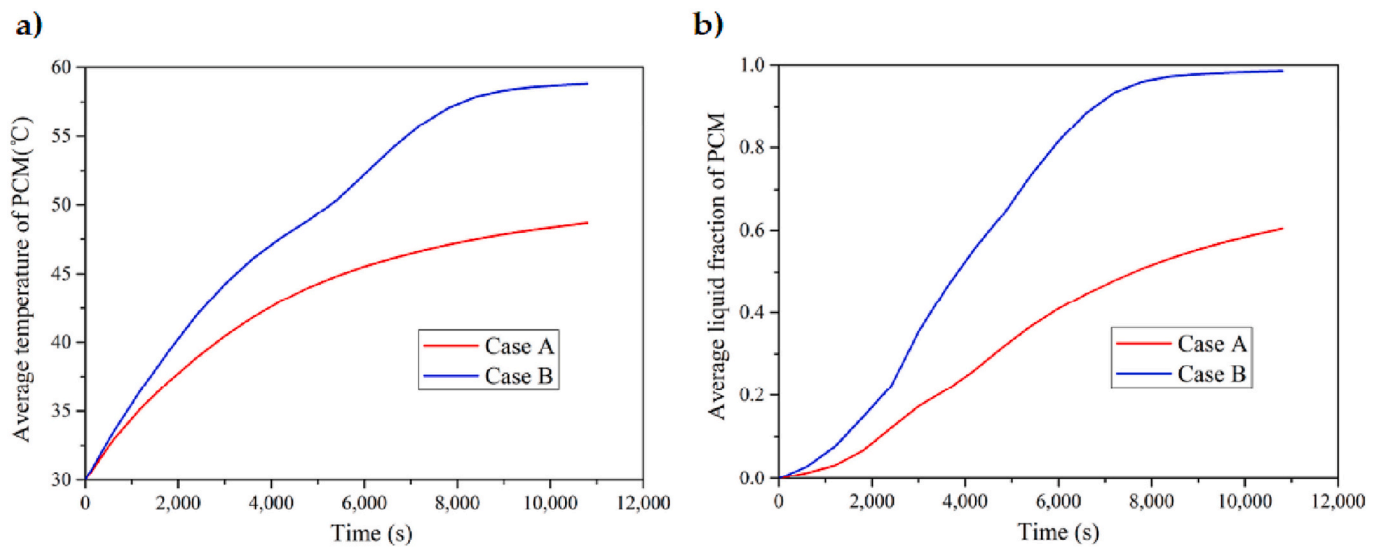 a)
Average temperature of PCM(℃)
60
55
50
45
40
35
30
0
2,000
4,000
6,000
8,000
10,000
12,000
Time (s)
Case A
Case B
b)
Average liquid fraction of PCM
1.0
0.8
0.6
0.4
0.2
0.0
0
2,000
4,000
6,000
8,000
10,000
12,000
Time (s)
Case A
Case B